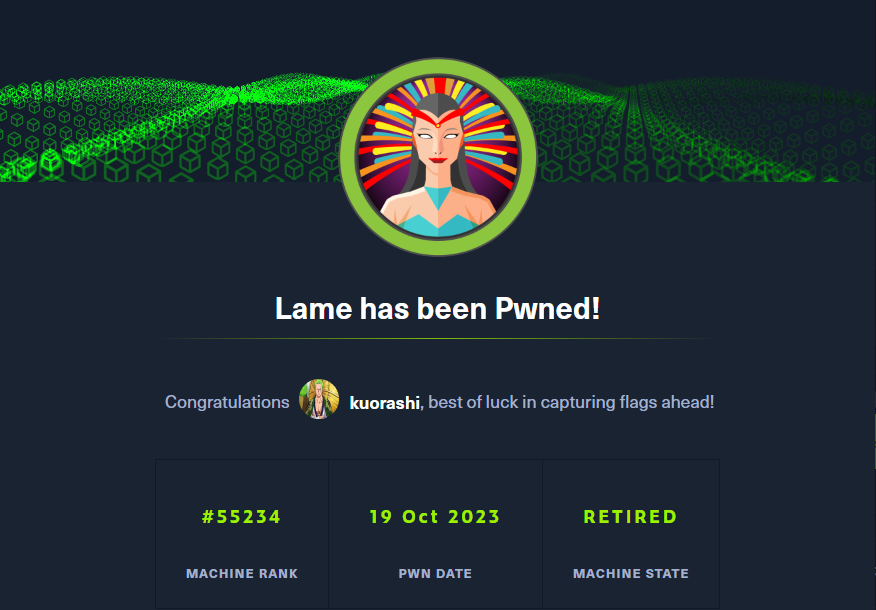 Lame has been Pwned!
Congratulations kuorashi, best of luck in capturing flags ahead!
#55234 19 Oct 2023 RETIRED
MACHINE RANK PWN DATE MACHINE STATE